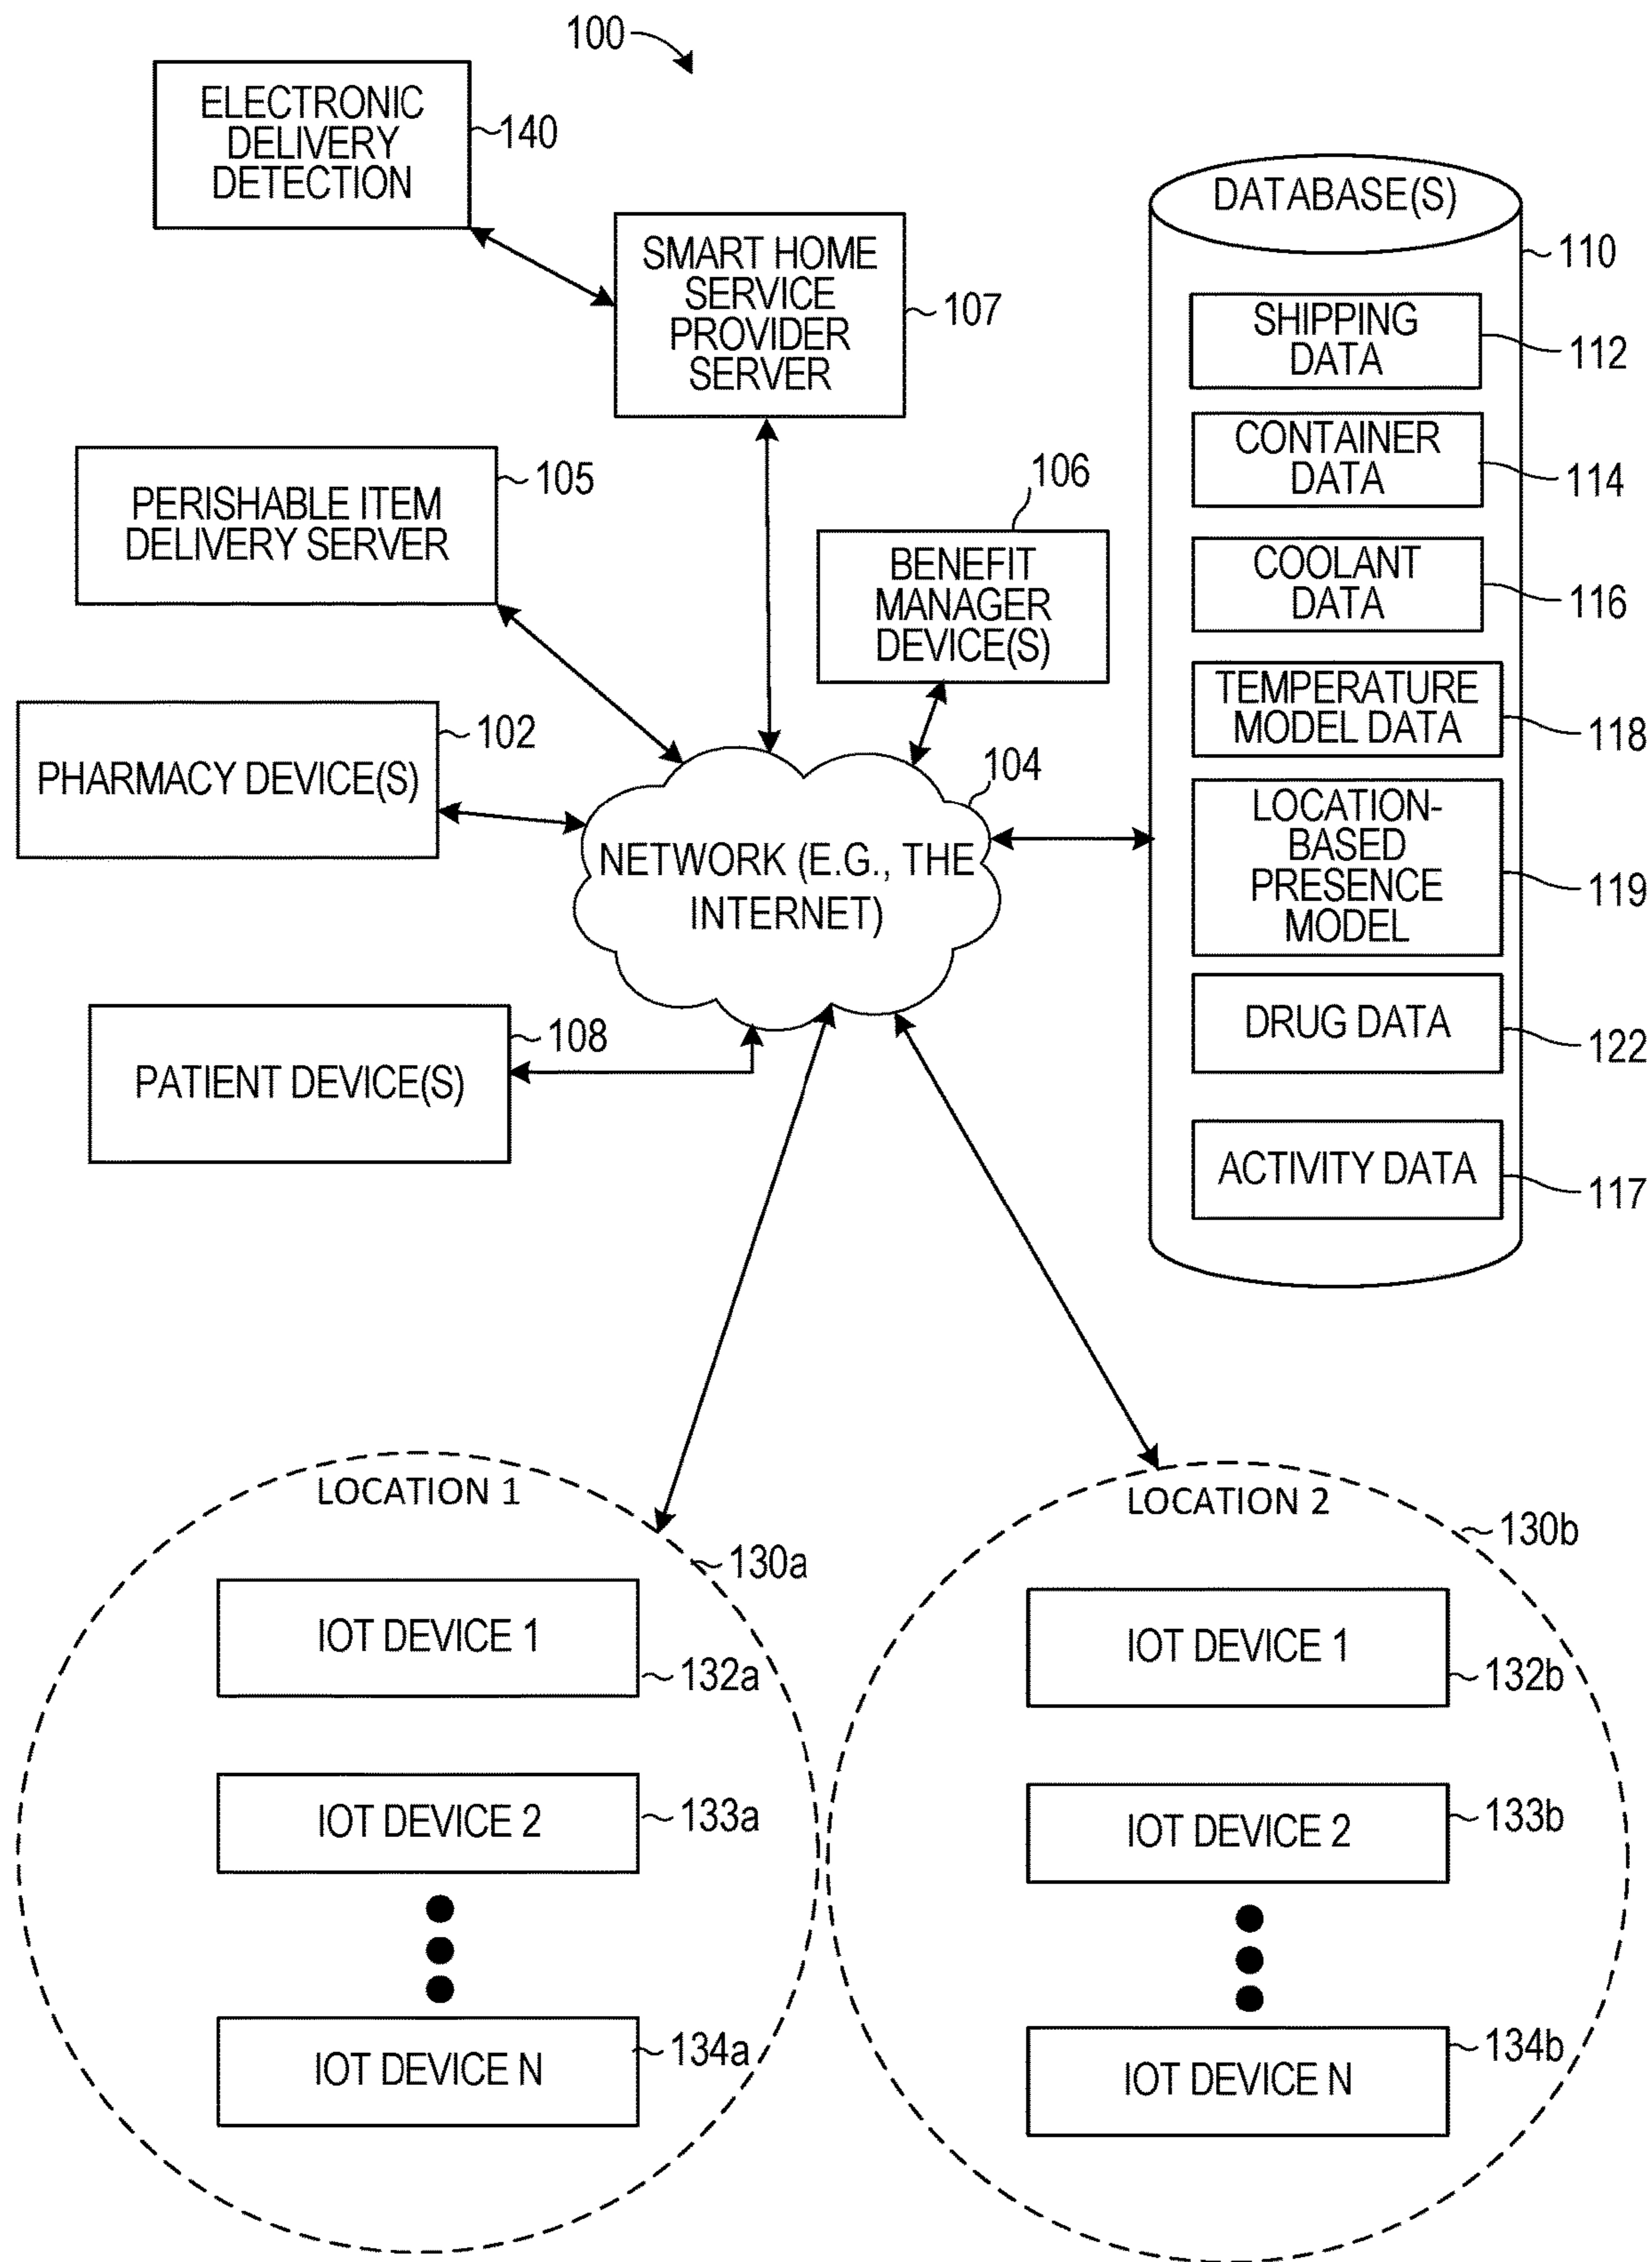 100
ELECTRONIC
DELIVERY
DETECTION
140
SMART HOME
SERVICE
PROVIDER
SERVER
107
PERISHABLE ITEM
DELIVERY SERVER
105
BENEFIT
MANAGER
DEVICE(S)
106
PHARMACY DEVICE(S)
102
NETWORK (E.G., THE
INTERNET)
104
PATIENT DEVICE(S)
108
DATABASE(S)
110
SHIPPING
DATA
112
CONTAINER
DATA
114
COOLANT
DATA
116
TEMPERATURE
MODEL DATA
118
LOCATION-
BASED
PRESENCE
MODEL
119
DRUG DATA
122
ACTIVITY DATA
117
LOCATION 1
130a
IOT DEVICE 1
132a
IOT DEVICE 2
133a
IOT DEVICE N
134a
LOCATION 2
130b
IOT DEVICE 1
132b
IOT DEVICE 2
133b
IOT DEVICE N
134b